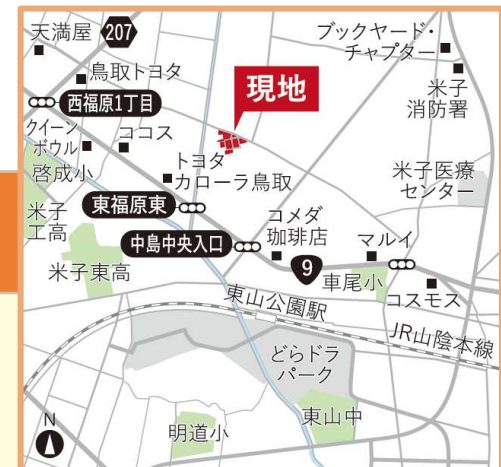 天満屋
207
ブックヤード・
チャプター
鳥取トヨタ
現地
米子
消防署
西福原1丁目
クイーン
ボウル
ココス
トヨタ
カローラ鳥取
米子医療
センター
啓成小
東福原東
米子
工高
コメダ
珈琲店
中島中央入口
マルイ
9
米子東高
車尾小
コスモス
東山公園駅
JR山陰本線
どらドラ
パーク
N
東山中
明道小